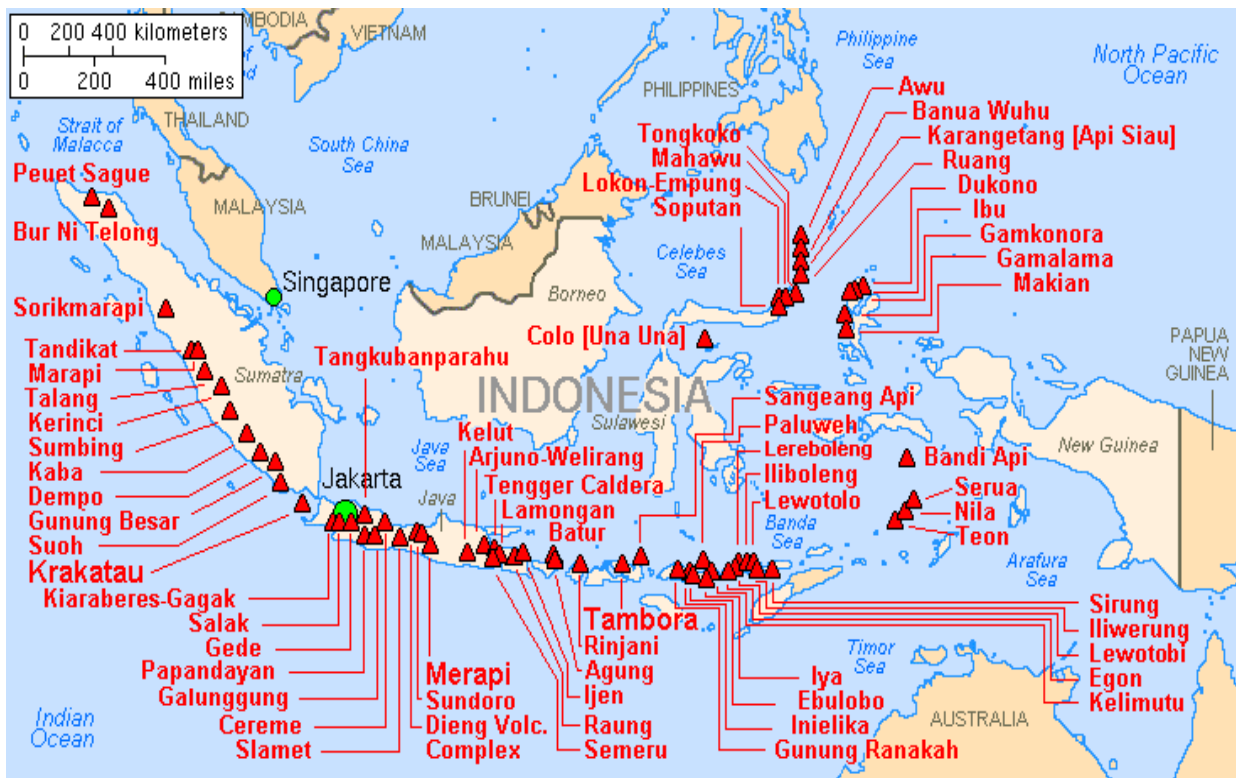 0 200 400 kilometers
0 200 400 miles
CAMBODIA
VIETNAM
THAILAND
Strait of
Malacca
South China
Sea
Philippine
Sea
PHILIPPINES
North Pacific
Ocean
MALAYSIA
BRUNEI
MALAYSIA
Celebes
Sea
Singapore
Borneo
Sumatra
INDONESIA
Sulawesi
PAPUA
NEW
GUINEA
New Guinea
Java
Sea
Java
Jakarta
Banda
Sea
Arafura
Sea
Timor
Sea
Indian
Ocean
AUSTRALIA
Peuet Sague
Bur Ni Telong
Sorikmarapi
Tandikat
Marapi
Talang
Kerinci
Sumbing
Kaba
Dempo
Gunung Besar
Suoh
Krakatau
Kiaraberes-Gagak
Salak
Gede
Papandayan
Galunggung
Cereme
Slamet
Tangkubanparahu
Merapi
Sundoro
Dieng Volc.
Complex
Kelut
Arjuno-Welirang
Tengger Caldera
Lamongan
Batur
Tambora
Rinjani
Agung
Ijen
Raung
Semeru
Tongkoko
Mahawu
Lokon-Empung
Soputan
Colo [Una Una]
Awu
Banua Wuhu
Karangetang [Api Siau]
Ruang
Dukono
Ibu
Gamkonora
Gamalama
Makian
Sangeang Api
Paluweh
Lereboleng
Iliboleng
Lewotolo
Bandi Api
Serua
Nila
Teon
Sirung
Iliwerung
Lewotobi
Egon
Kelimutu
Iya
Ebulobo
Inielika
Gunung Ranakah